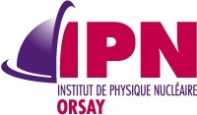 IPN
INSTITUT DE PHYSIQUE NUCLÉAIRE
ORSAY